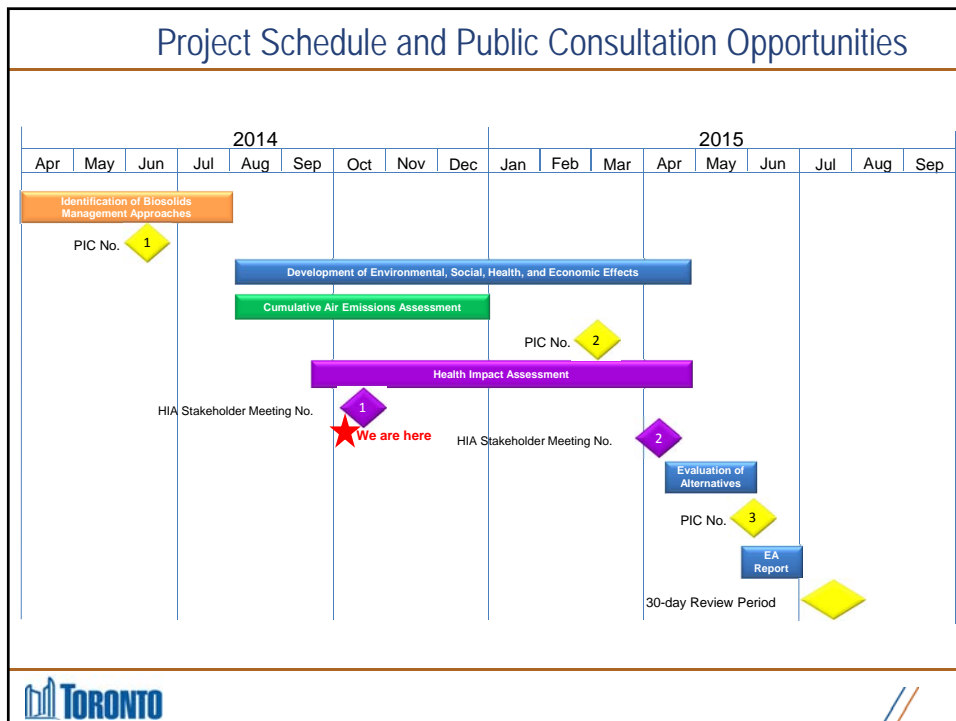 Project Schedule and Public Consultation Opportunities
2014 2015
Apr May Jun Jul Aug Sep Oct Nov Dec Jan Feb Mar Apr May Jun Jul Aug Sep
Identification of Biosolids
Management Approaches
PIC No. 1
Development of Environmental, Social, Health, and Economic Effects
Cumulative Air Emissions Assessment
PIC No. 2
Health Impact Assessment
HIA Stakeholder Meeting No. 1
We are here
HIA Stakeholder Meeting No. 2
Evaluation of
Alternatives
PIC No. 3
EA
Report
30-day Review Period
TORONTO